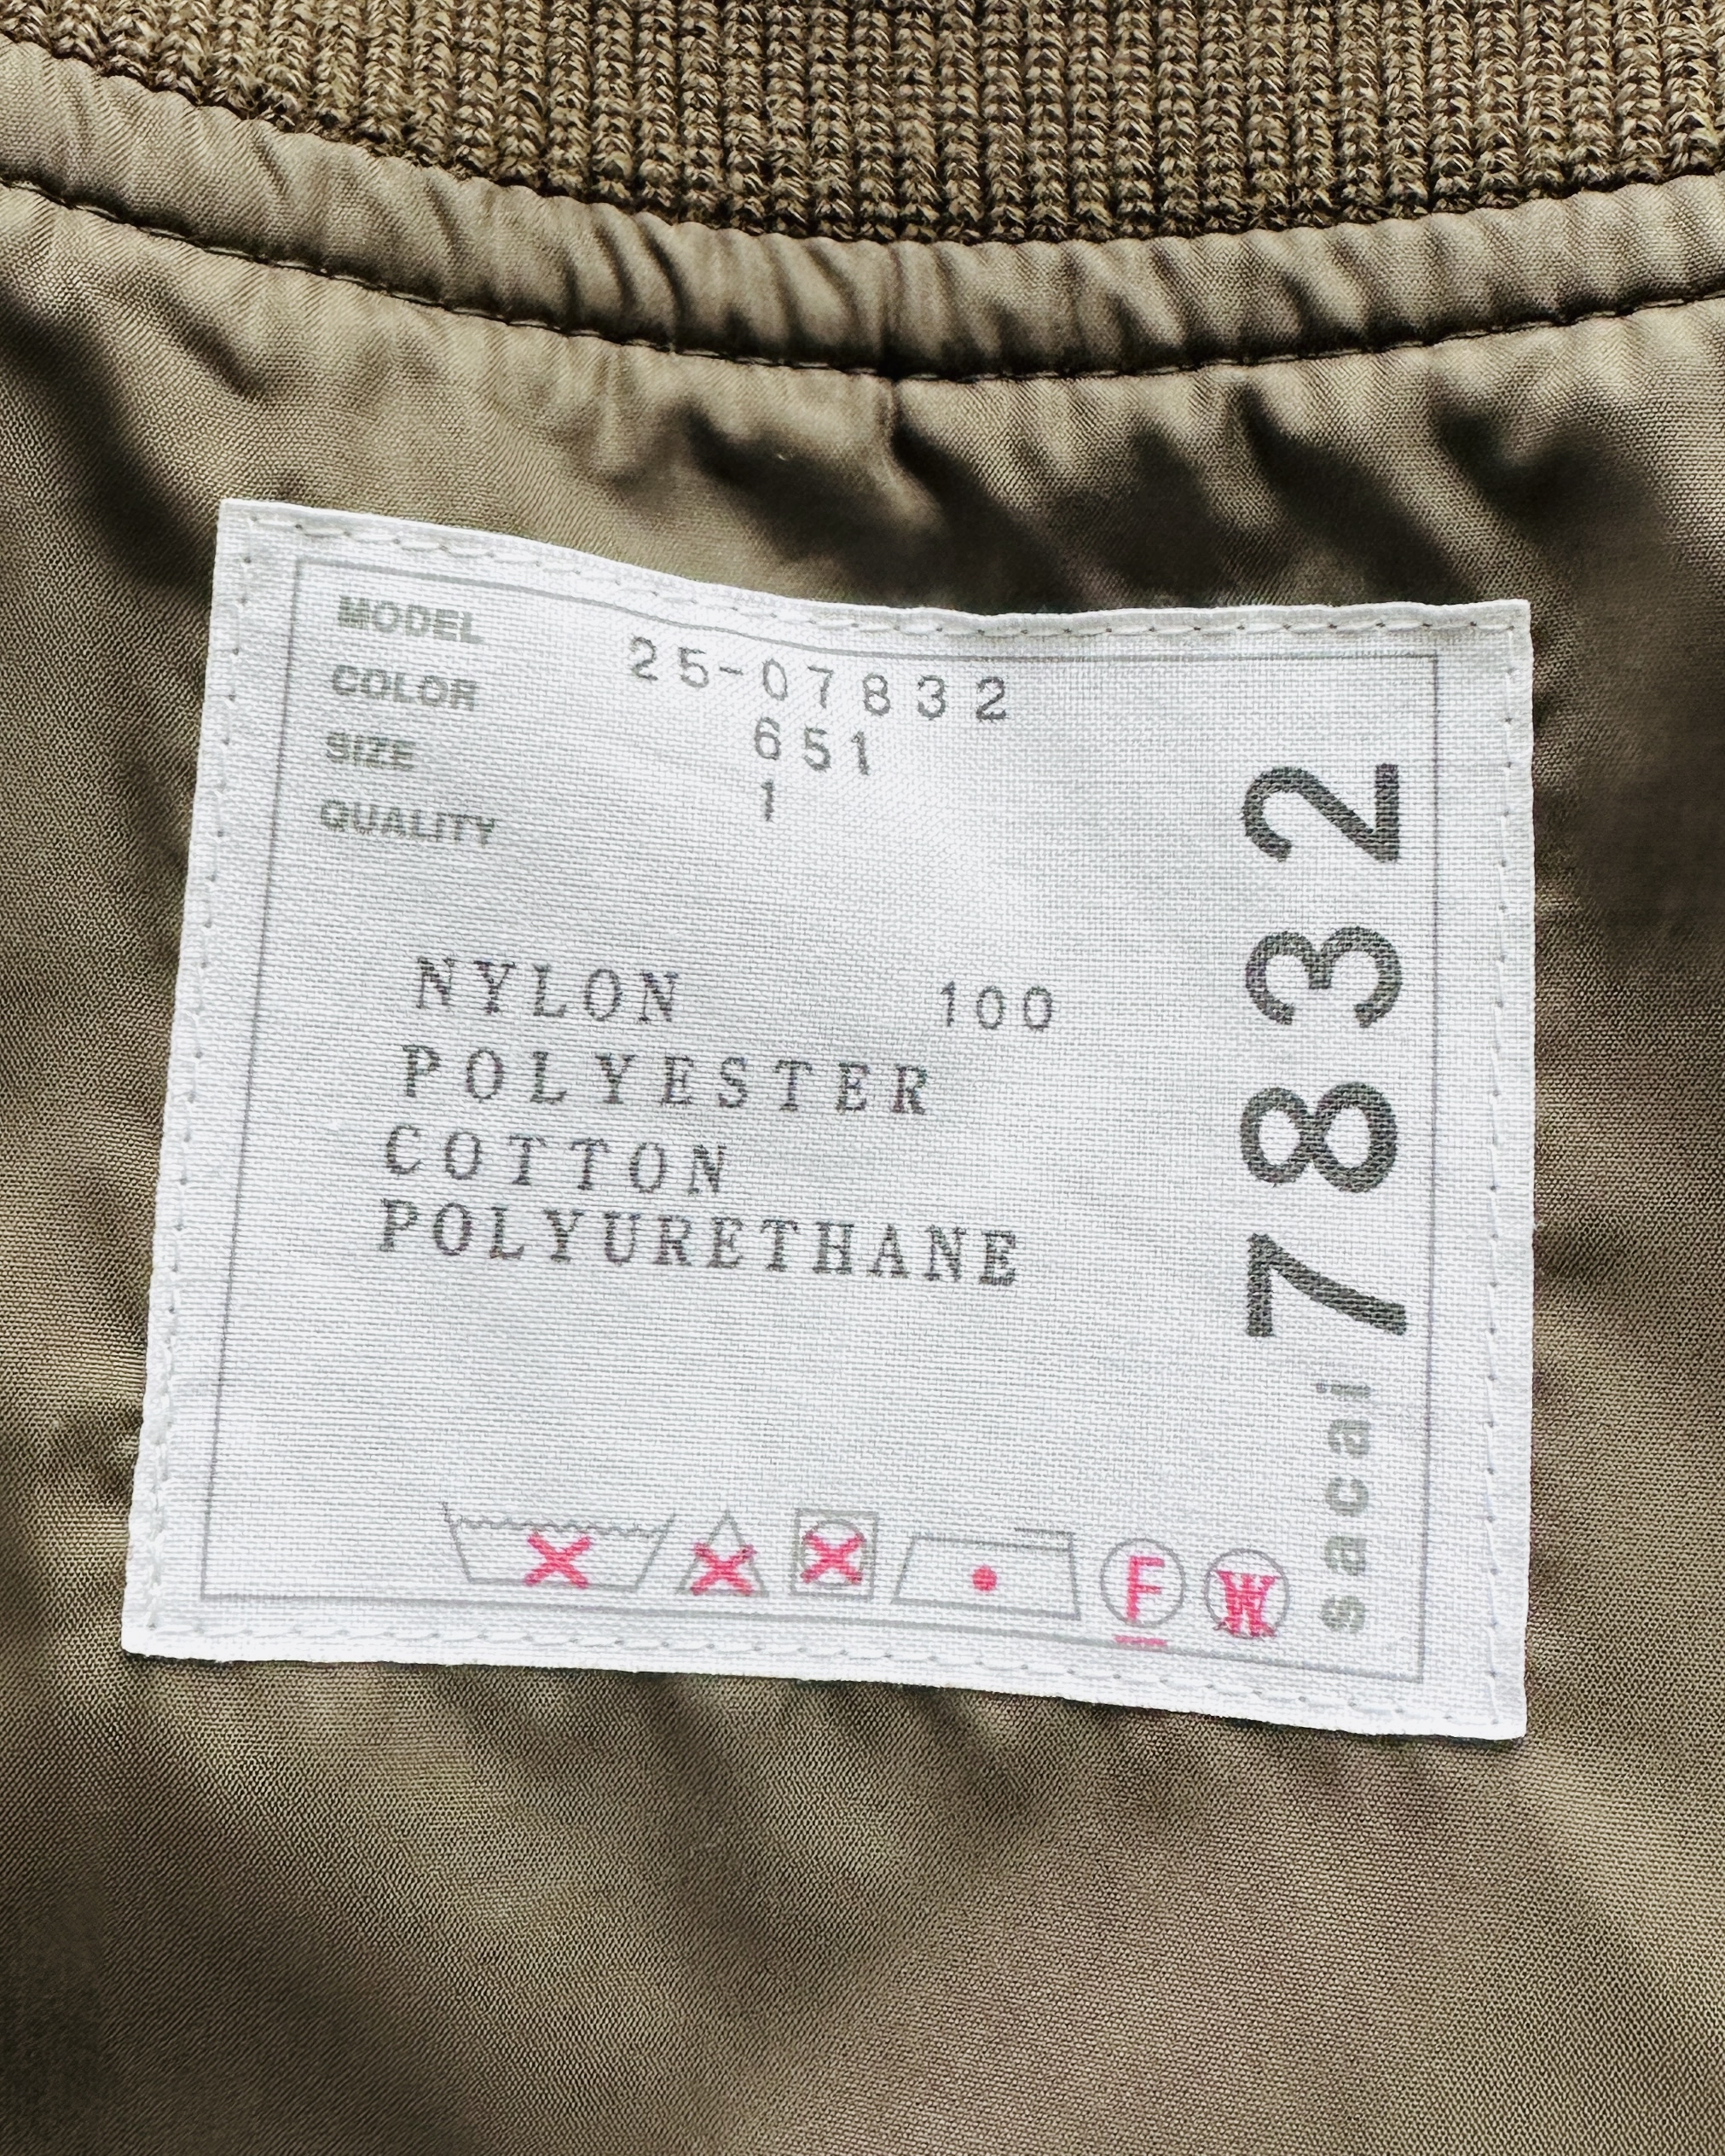 MODEL 25-07832
COLOR 651
SIZE 1
QUALITY
NYLON 100
POLYESTER
COTTON
POLYURETHANE
F
W
sacai 7832